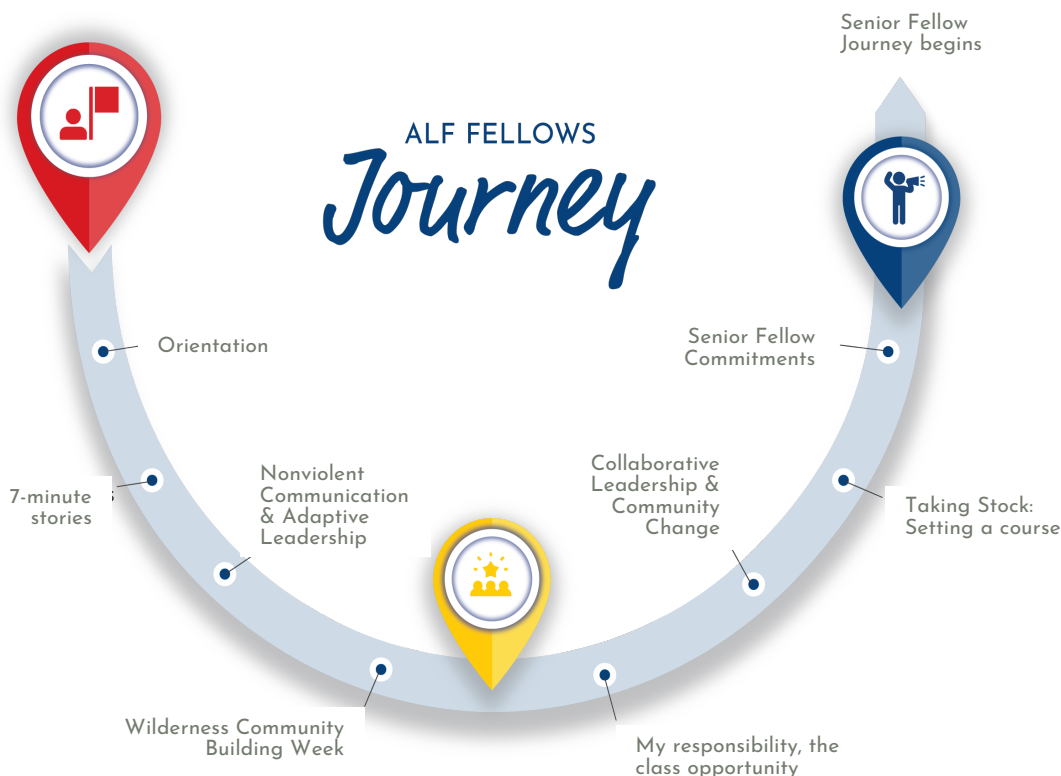 Senior Fellow
Journey begins
ALF FELLOWS
Journey
Orientation
Senior Fellow
Commitments
7-minute
stories
Nonviolent
Communication
& Adaptive
Leadership
Collaborative
Leadership &
Community
Change
Taking Stock:
Setting a course
Wilderness Community
Building Week
My responsibility, the
class opportunity